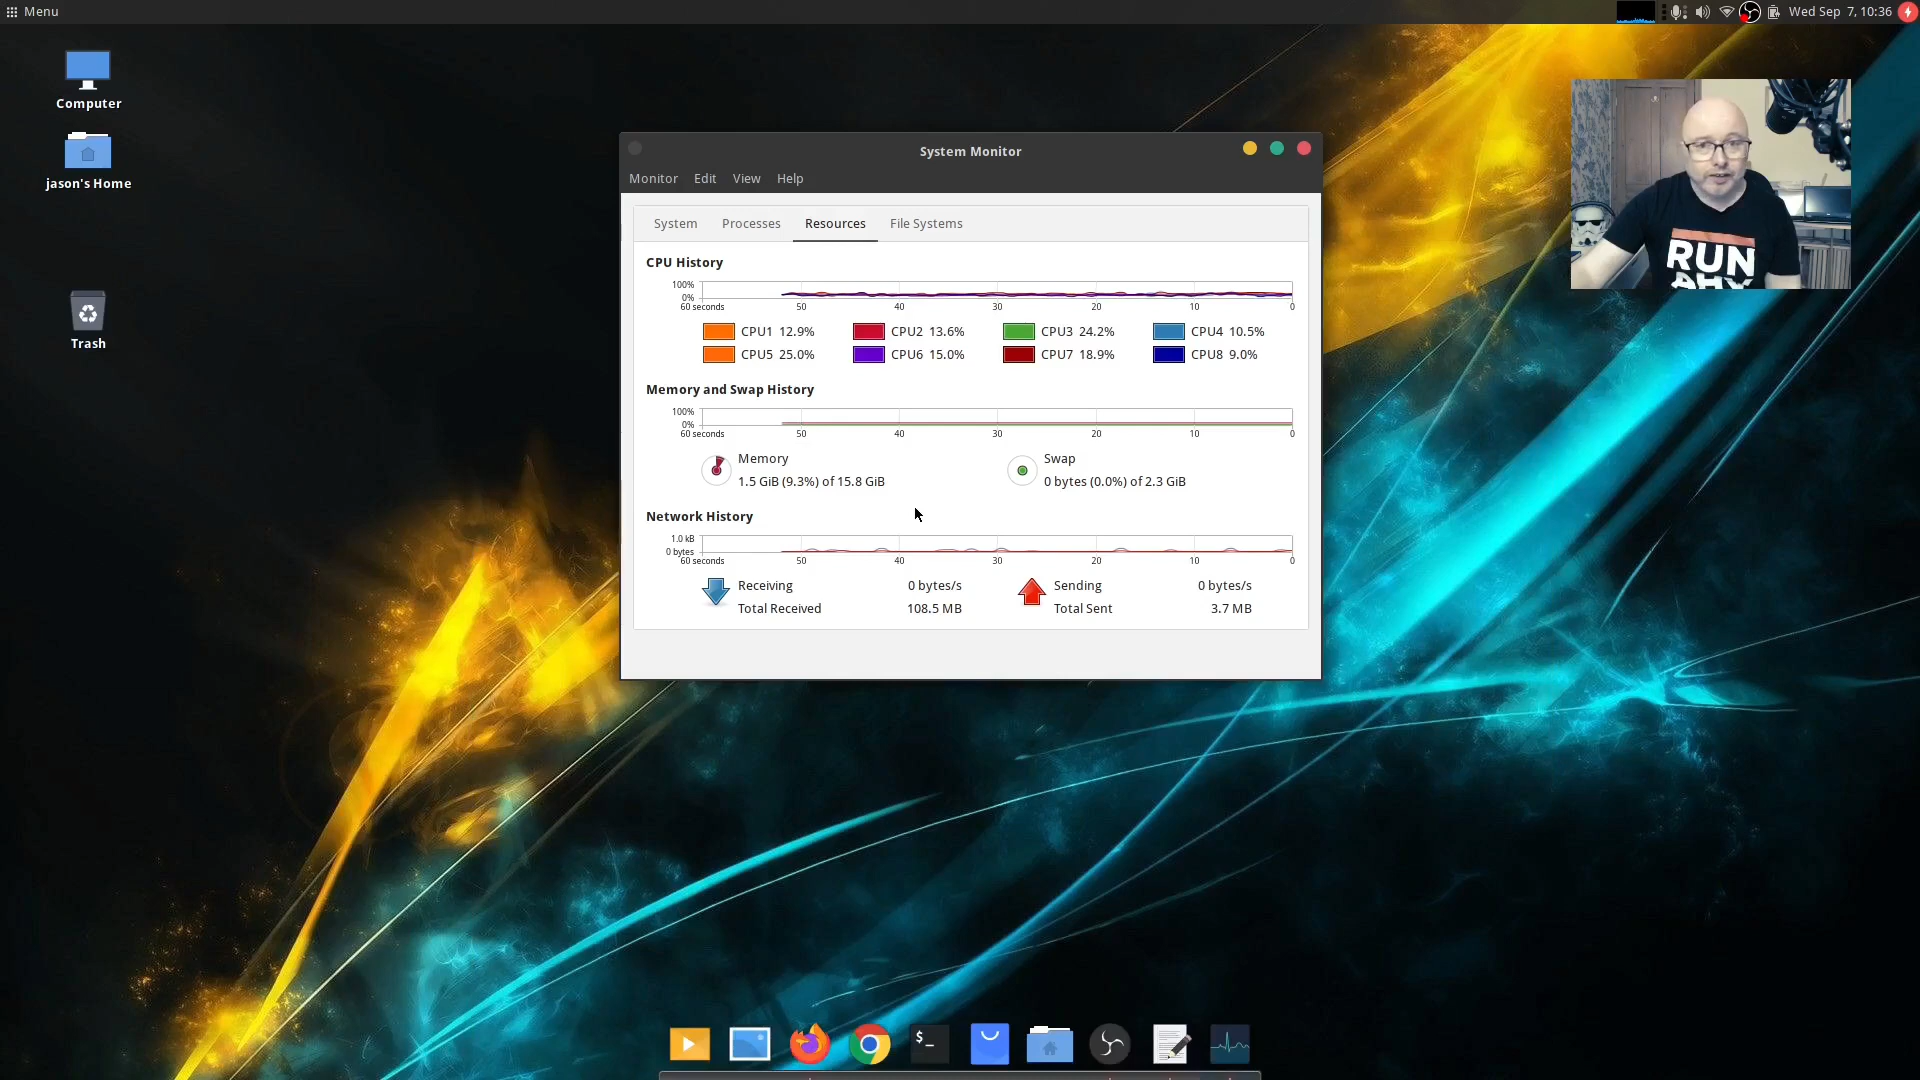 Menu
Wed Sep 7, 10:36
Computer
jason's Home
Trash
System Monitor
Monitor Edit View Help
System Processes Resources File Systems
CPU History
100%
0%
60 seconds 50 40 30 20 10 0
CPU1 12.9% CPU2 13.6% CPU3 24.2% CPU4 10.5%
CPU5 25.0% CPU6 15.0% CPU7 18.9% CPU8 9.0%
Memory and Swap History
100%
0%
60 seconds 50 40 30 20 10 0
Memory Swap
1.5 GiB (9.3%) of 15.8 GiB 0 bytes (0.0%) of 2.3 GiB
Network History
1.0 kB
0 bytes
60 seconds 50 40 30 20 10 0
Receiving 0 bytes/s Sending 0 bytes/s
Total Received 108.5 MB Total Sent 3.7 MB
RUN
$_